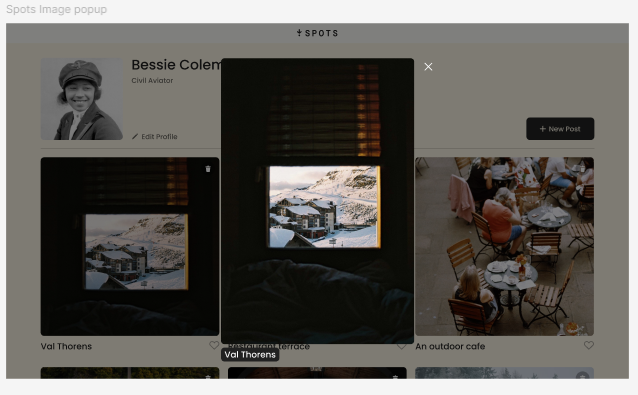 Spots Image popup
SPOTS
Bessie Colem
Civil Aviator
Edit Profile
+ New Post
Val Thorens
Restaurant terrace
An outdoor cafe
Val Thorens